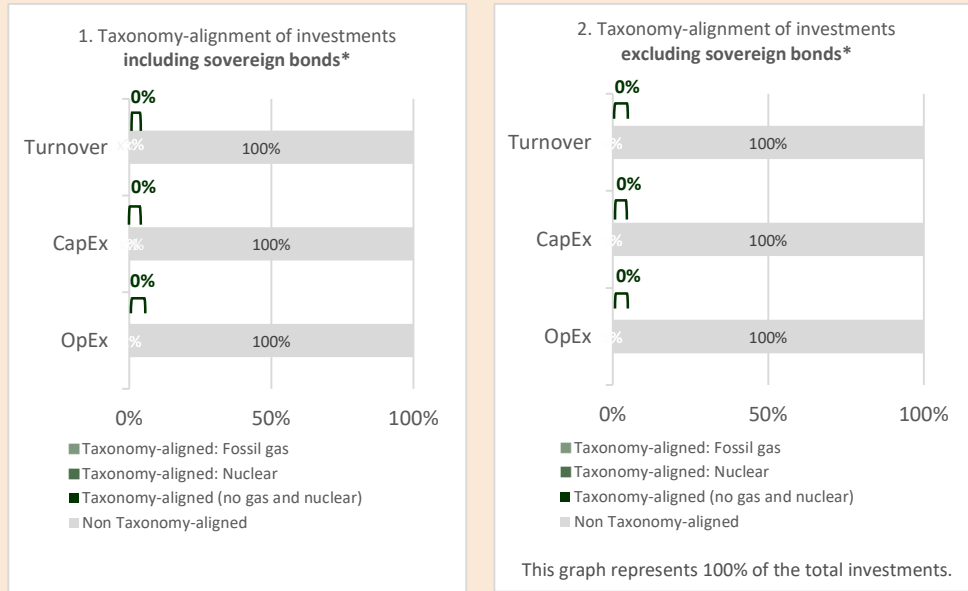 1. Taxonomy-alignment of investments
including sovereign bonds*
0%
Turnover
100%
0%
CapEx
100%
0%
OpEx
%
100%
0% 50% 100%
Taxonomy-aligned: Fossil gas
Taxonomy-aligned: Nuclear
Taxonomy-aligned (no gas and nuclear)
Non Taxonomy-aligned
2. Taxonomy-alignment of investments
excluding sovereign bonds*
0%
Turnover
%
100%
0%
CapEx
%
100%
0%
OpEx
%
100%
0% 50% 100%
Taxonomy-aligned: Fossil gas
Taxonomy-aligned: Nuclear
Taxonomy-aligned (no gas and nuclear)
Non Taxonomy-aligned
This graph represents 100% of the total investments.